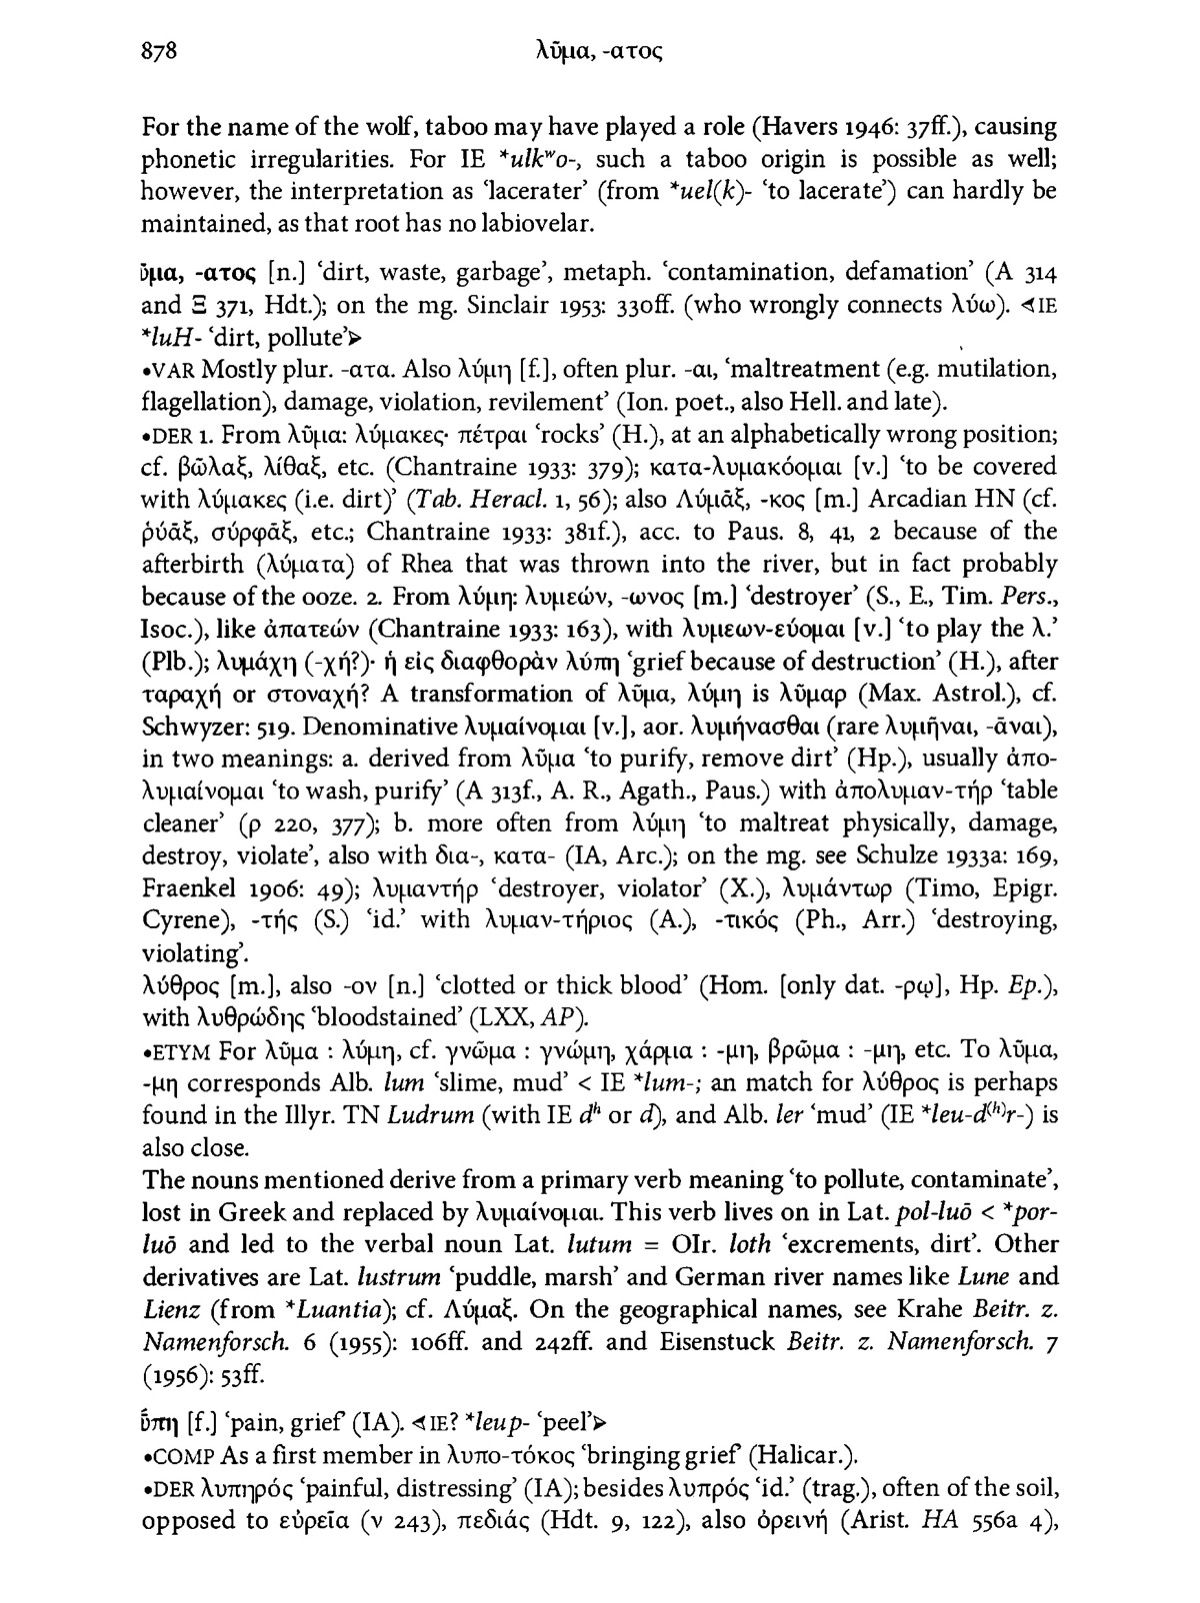 878
λῦμα, -ατος
For the name of the wolf, taboo may have played a role (Havers 1946: 37ff.), causing
phonetic irregularities. For IE *ulkʷo-, such a taboo origin is possible as well;
however, the interpretation as ‘lacerater’ (from *uel(k)- ‘to lacerate’) can hardly be
maintained, as that root has no labiovelar.
ῦμα, -ατος [n.] ‘dirt, waste, garbage’, metaph. ‘contamination, defamation’ (Α 314
and Ξ 371, Hdt.); on the mg. Sinclair 1953: 330ff. (who wrongly connects λύω). ⊲IE
*luH- ‘dirt, pollute’⊳
•VAR Mostly plur. -ατα. Also λύμη [f.], often plur. -αι, ‘maltreatment (e.g. mutilation,
flagellation), damage, violation, revilement’ (Ion. poet., also Hell. and late).
•DER 1. From λῦμα: λύμακες· πέτραι ‘rocks’ (H.), at an alphabetically wrong position;
cf. βῶλαξ, λίθαξ, etc. (Chantraine 1933: 379); κατα-λυμακόομαι [v.] ‘to be covered
with λύμακες (i.e. dirt)’ (Tab. Heracl. 1, 56); also Λύμᾱξ, -κος [m.] Arcadian HN (cf.
ῥύᾱξ, σύρφᾱξ, etc.; Chantraine 1933: 381f.), acc. to Paus. 8, 41, 2 because of the
afterbirth (λύματα) of Rhea that was thrown into the river, but in fact probably
because of the ooze. 2. From λύμη: λυμεών, -ωνος [m.] ‘destroyer’ (S., E., Tim. Pers.,
Isoc.), like ἀπατεών (Chantraine 1933: 163), with λυμεων-εύομαι [v.] ‘to play the λ.’
(Plb.); λυμάχη (-χή?)· ἡ εἰς διαφθορὰν λύπη ‘grief because of destruction’ (H.), after
ταραχή or στοναχή? A transformation of λῦμα, λύμη is λῦμαρ (Max. Astrol.), cf.
Schwyzer: 519. Denominative λυμαίνομαι [v.], aor. λυμήνασθαι (rare λυμῆναι, -ᾶναι),
in two meanings: a. derived from λῦμα ‘to purify, remove dirt’ (Hp.), usually ἀπο-
λυμαίνομαι ‘to wash, purify’ (Α 313f., A. R., Agath., Paus.) with ἀπολυμαν-τήρ ‘table
cleaner’ (ρ 220, 377); b. more often from λύμη ‘to maltreat physically, damage,
destroy, violate’, also with δια-, κατα- (IA, Arc.); on the mg. see Schulze 1933a: 169,
Fraenkel 1906: 49); λυμαντήρ ‘destroyer, violator’ (X.), λυμάντωρ (Timo, Epigr.
Cyrene), -τής (S.) ‘id.’ with λυμαν-τήριος (A.), -τικός (Ph., Arr.) ‘destroying,
violating’.
λύθρος [m.], also -ον [n.] ‘clotted or thick blood’ (Hom. [only dat. -ρῳ], Hp. Ep.),
with λυθρώδης ‘bloodstained’ (LXX, AP).
•ETYM For λῦμα : λύμη, cf. γνῶμα : γνώμη, χάρμα : -μη, βρῶμα : -μη, etc. To λῦμα,
-μη corresponds Alb. lum ‘slime, mud’ < IE *lum-; an match for λύθρος is perhaps
found in the Illyr. TN Ludrum (with IE dʰ or d), and Alb. ler ‘mud’ (IE *leu-d⁽ʰ⁾r-) is
also close.
The nouns mentioned derive from a primary verb meaning ‘to pollute, contaminate’,
lost in Greek and replaced by λυμαίνομαι. This verb lives on in Lat. pol-luō < *por-
luō and led to the verbal noun Lat. lutum = OIr. loth ‘excrements, dirt’. Other
derivatives are Lat. lustrum ‘puddle, marsh’ and German river names like Lune and
Lienz (from *Luantia); cf. Λύμαξ. On the geographical names, see Krahe Beitr. z.
Namenforsch. 6 (1955): 106ff. and 242ff. and Eisenstuck Beitr. z. Namenforsch. 7
(1956): 53ff.
ύπη [f.] ‘pain, grief’ (IA). ⊲IE? *leup- ‘peel’⊳
•COMP As a first member in λυπο-τόκος ‘bringing grief’ (Halicar.).
•DER λυπηρός ‘painful, distressing’ (IA); besides λυπρός ‘id.’ (trag.), often of the soil,
opposed to εὐρεῖα (ν 243), πεδιάς (Hdt. 9, 122), also ὀρεινή (Arist. HA 556a 4),